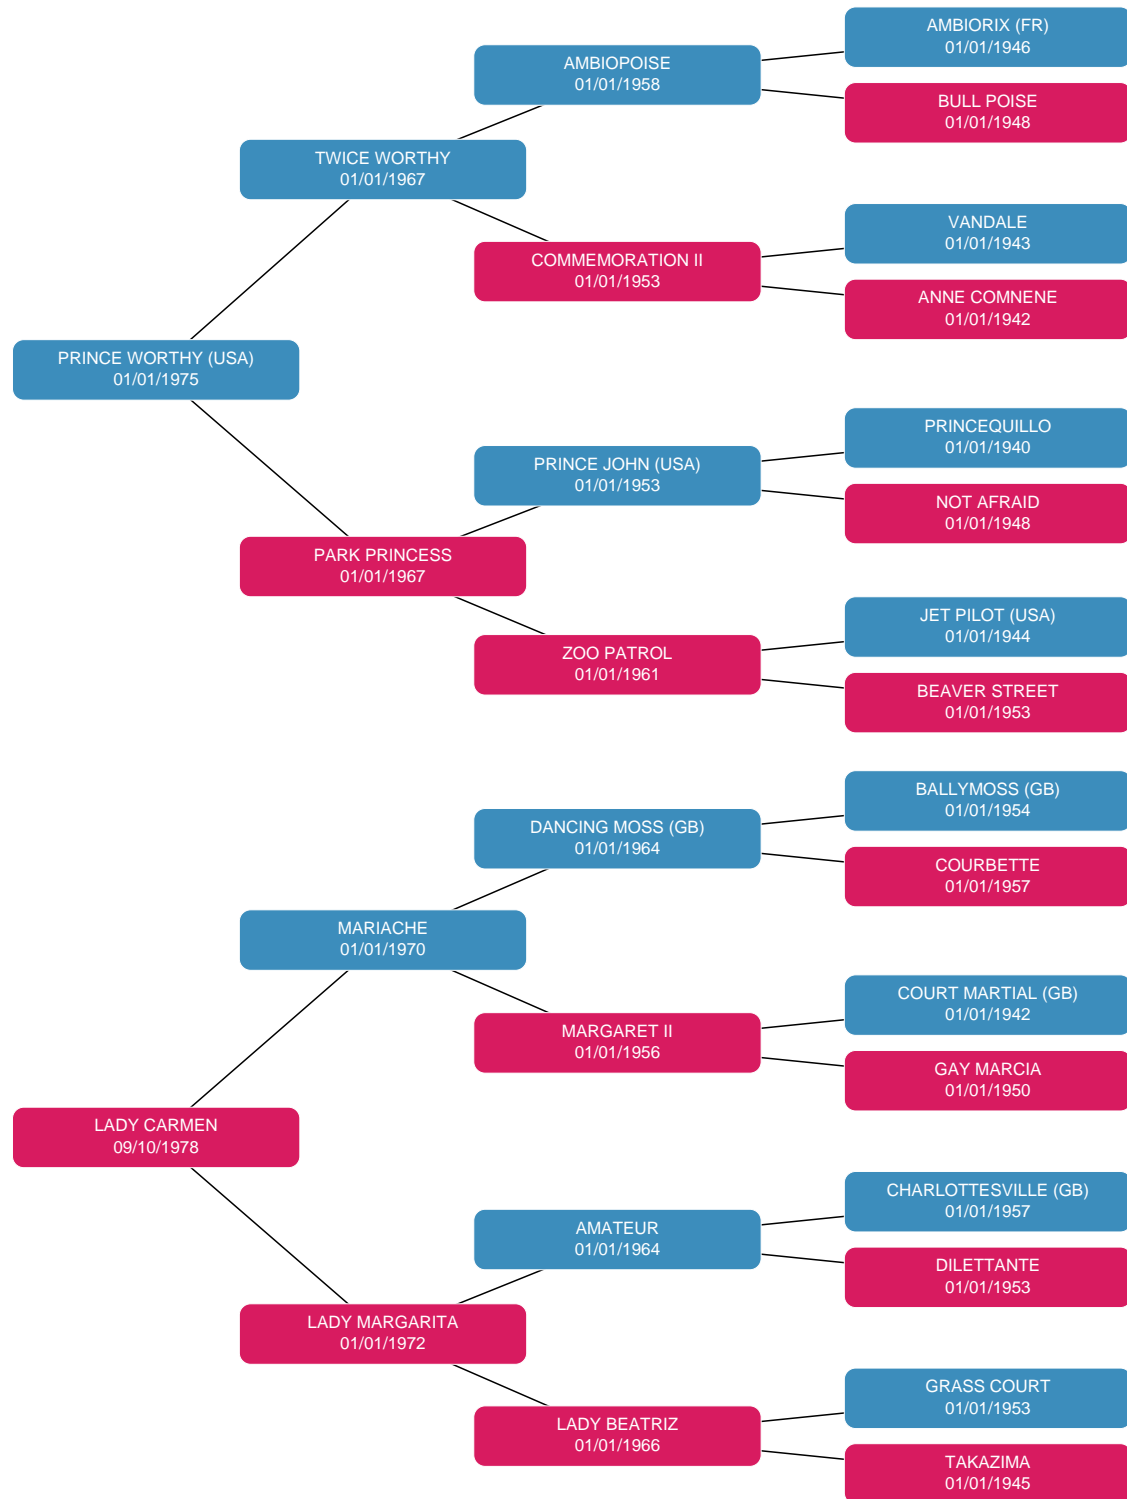 AMBIORIX (FR)
01/01/1946
AMBIOPOISE
01/01/1958
BULL POISE
01/01/1948
TWICE WORTHY
01/01/1967
VANDALE
01/01/1943
COMMEMORATION II
01/01/1953
ANNE COMNENE
01/01/1942
PRINCE WORTHY (USA)
01/01/1975
PRINCEQUILLO
01/01/1940
PRINCE JOHN (USA)
01/01/1953
NOT AFRAID
01/01/1948
PARK PRINCESS
01/01/1967
JET PILOT (USA)
01/01/1944
ZOO PATROL
01/01/1961
BEAVER STREET
01/01/1953
BALLYMOSS (GB)
01/01/1954
DANCING MOSS (GB)
01/01/1964
COURBETTE
01/01/1957
MARIACHE
01/01/1970
COURT MARTIAL (GB)
01/01/1942
MARGARET II
01/01/1956
GAY MARCIA
01/01/1950
LADY CARMEN
09/10/1978
CHARLOTTESVILLE (GB)
01/01/1957
AMATEUR
01/01/1964
DILETTANTE
01/01/1953
LADY MARGARITA
01/01/1972
GRASS COURT
01/01/1953
LADY BEATRIZ
01/01/1966
TAKAZIMA
01/01/1945